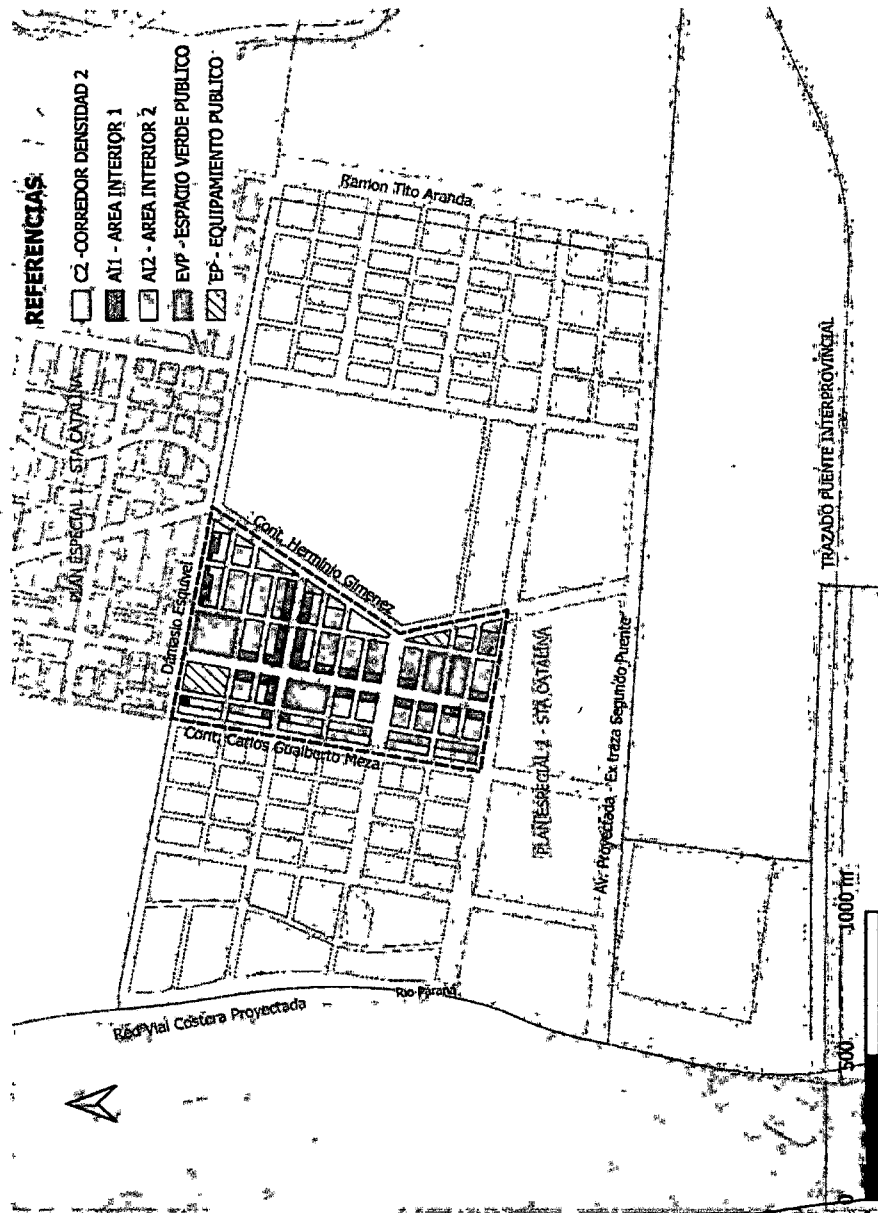 REFERENCIAS
C2 - CORREDOR DENSIDAD 2
AI1 - AREA INTERIOR 1
AI2 - AREA INTERIOR 2
EVP - ESPACIO VERDE PUBLICO
EP - EQUIPAMIENTO PUBLICO
PLAN ESPECIAL 1 - STA CATALINA
Ramon Tito Aranda
Damesio Esquivel
Cont. Herminio Gimenez
Cont. Carlos Gualberto Meza
PLAN ESPECIAL 1 - STA CATALINA
AV. Proyectada - Ex traza Segundo Puente
TRAZADO PUENTE INTERPROVINCIAL
Red Vial Costera Proyectada
Rio Paraná
0 500 1000 m